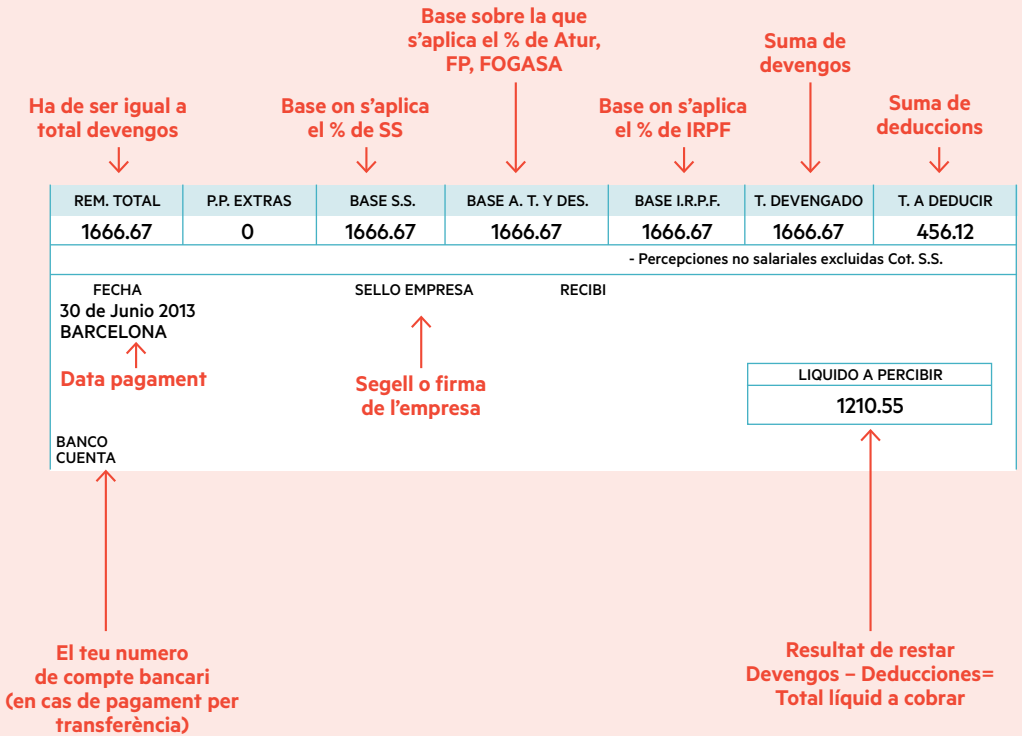 Base sobre la que
s'aplica el % de Atur,
FP, FOGASA
Suma de
devengos
Ha de ser igual a
total devengos
Base on s'aplica
el % de SS
Base on s'aplica
el % de IRPF
Suma de
deduccions
REM. TOTAL P.P. EXTRAS BASE S.S. BASE A. T. Y DES. BASE I.R.P.F. T. DEVENGADO T. A DEDUCIR
1666.67 0 1666.67 1666.67 1666.67 1666.67 456.12
- Percepciones no salariales excluidas Cot. S.S.
FECHA SELLO EMPRESA RECIBI
30 de Junio 2013
BARCELONA
Data pagament
Segell o firma
de l'empresa
LIQUIDO A PERCIBIR
1210.55
BANCO
CUENTA
El teu numero
de compte bancari
(en cas de pagament per
transferència)
Resultat de restar
Devengos – Deducciones=
Total líquid a cobrar